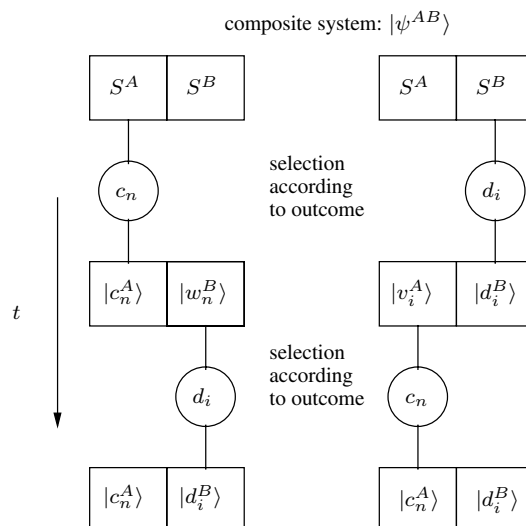 composite system: |ψ^{AB}⟩
S^A S^B S^A S^B
c_n
selection
according
to outcome
d_i
|c_n^A⟩ |w_n^B⟩ |v_i^A⟩ |d_i^B⟩
t
d_i
selection
according
to outcome
c_n
|c_n^A⟩ |d_i^B⟩ |c_n^A⟩ |d_i^B⟩